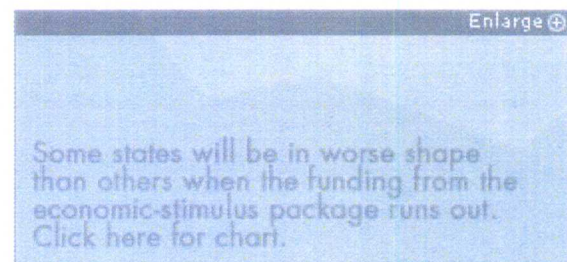 Enlarge
Some states will be in worse shape
than others when the funding from the
economic-stimulus package runs out.
Click here for chart.